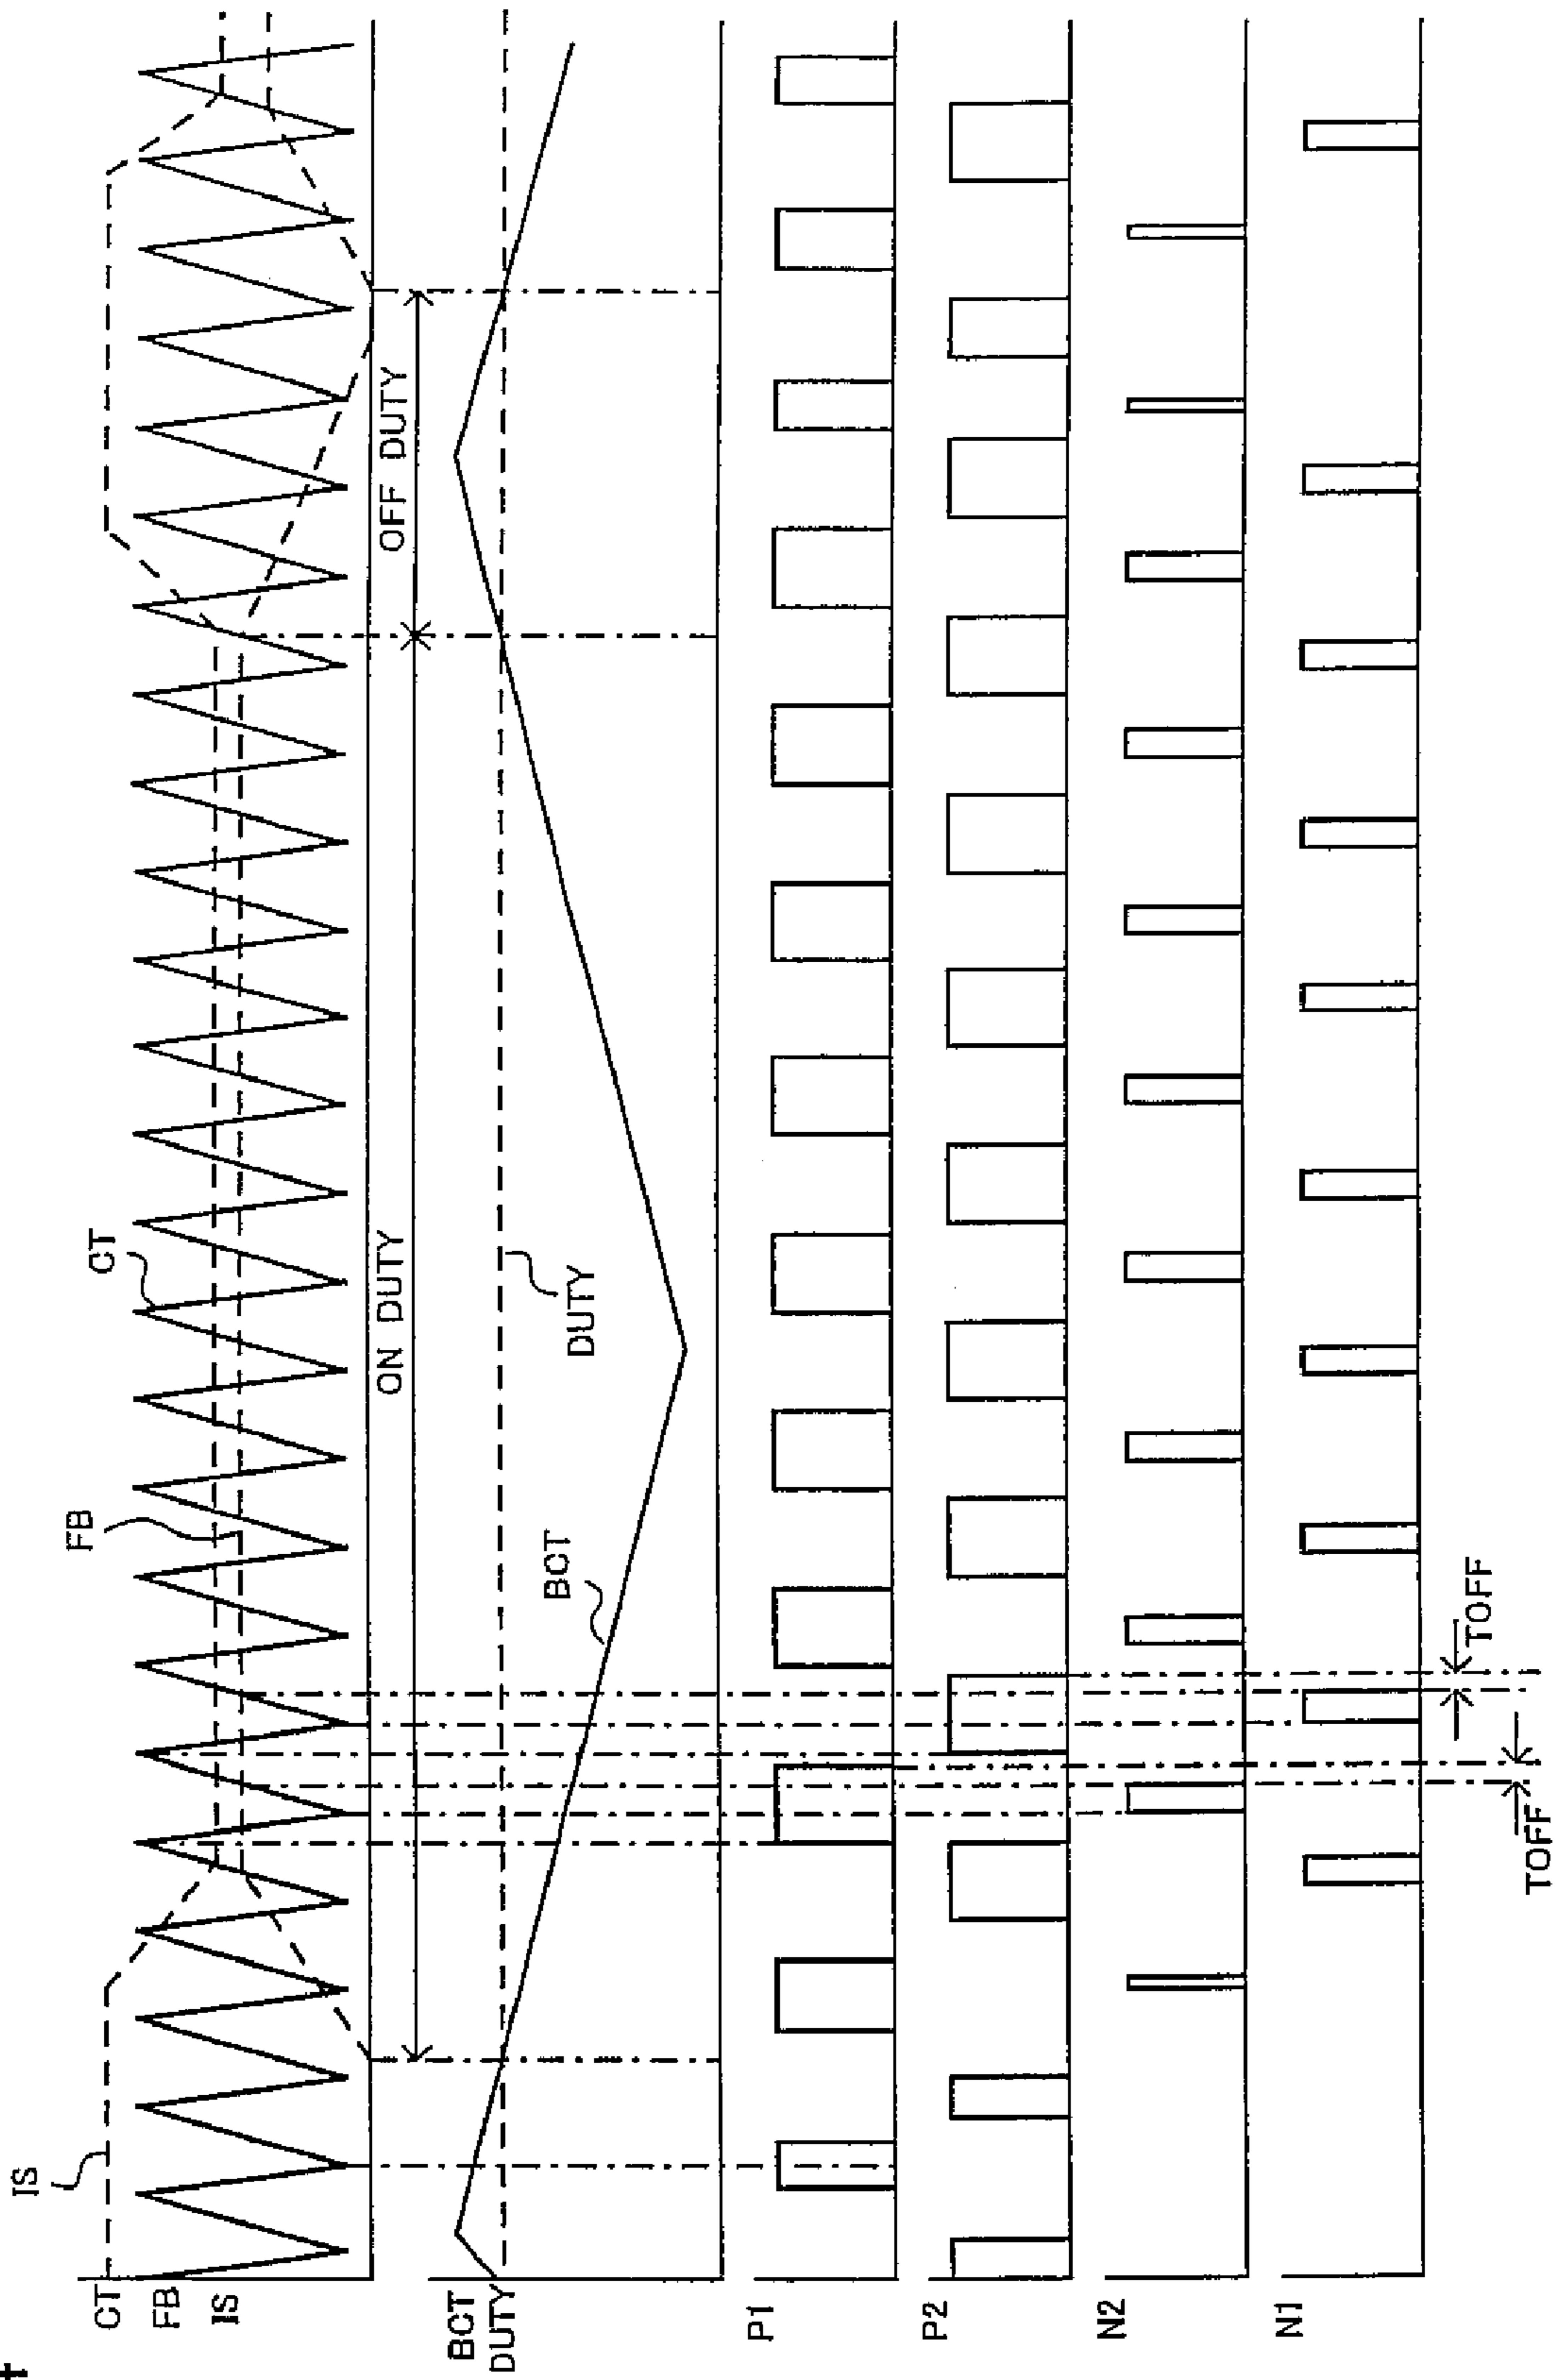 IS
FB
CT
CT
FB
IS
ON DUTY
OFF DUTY
BCT
DUTY
BCT
DUTY
P1
P2
N2
N1
TOFF
TOFF